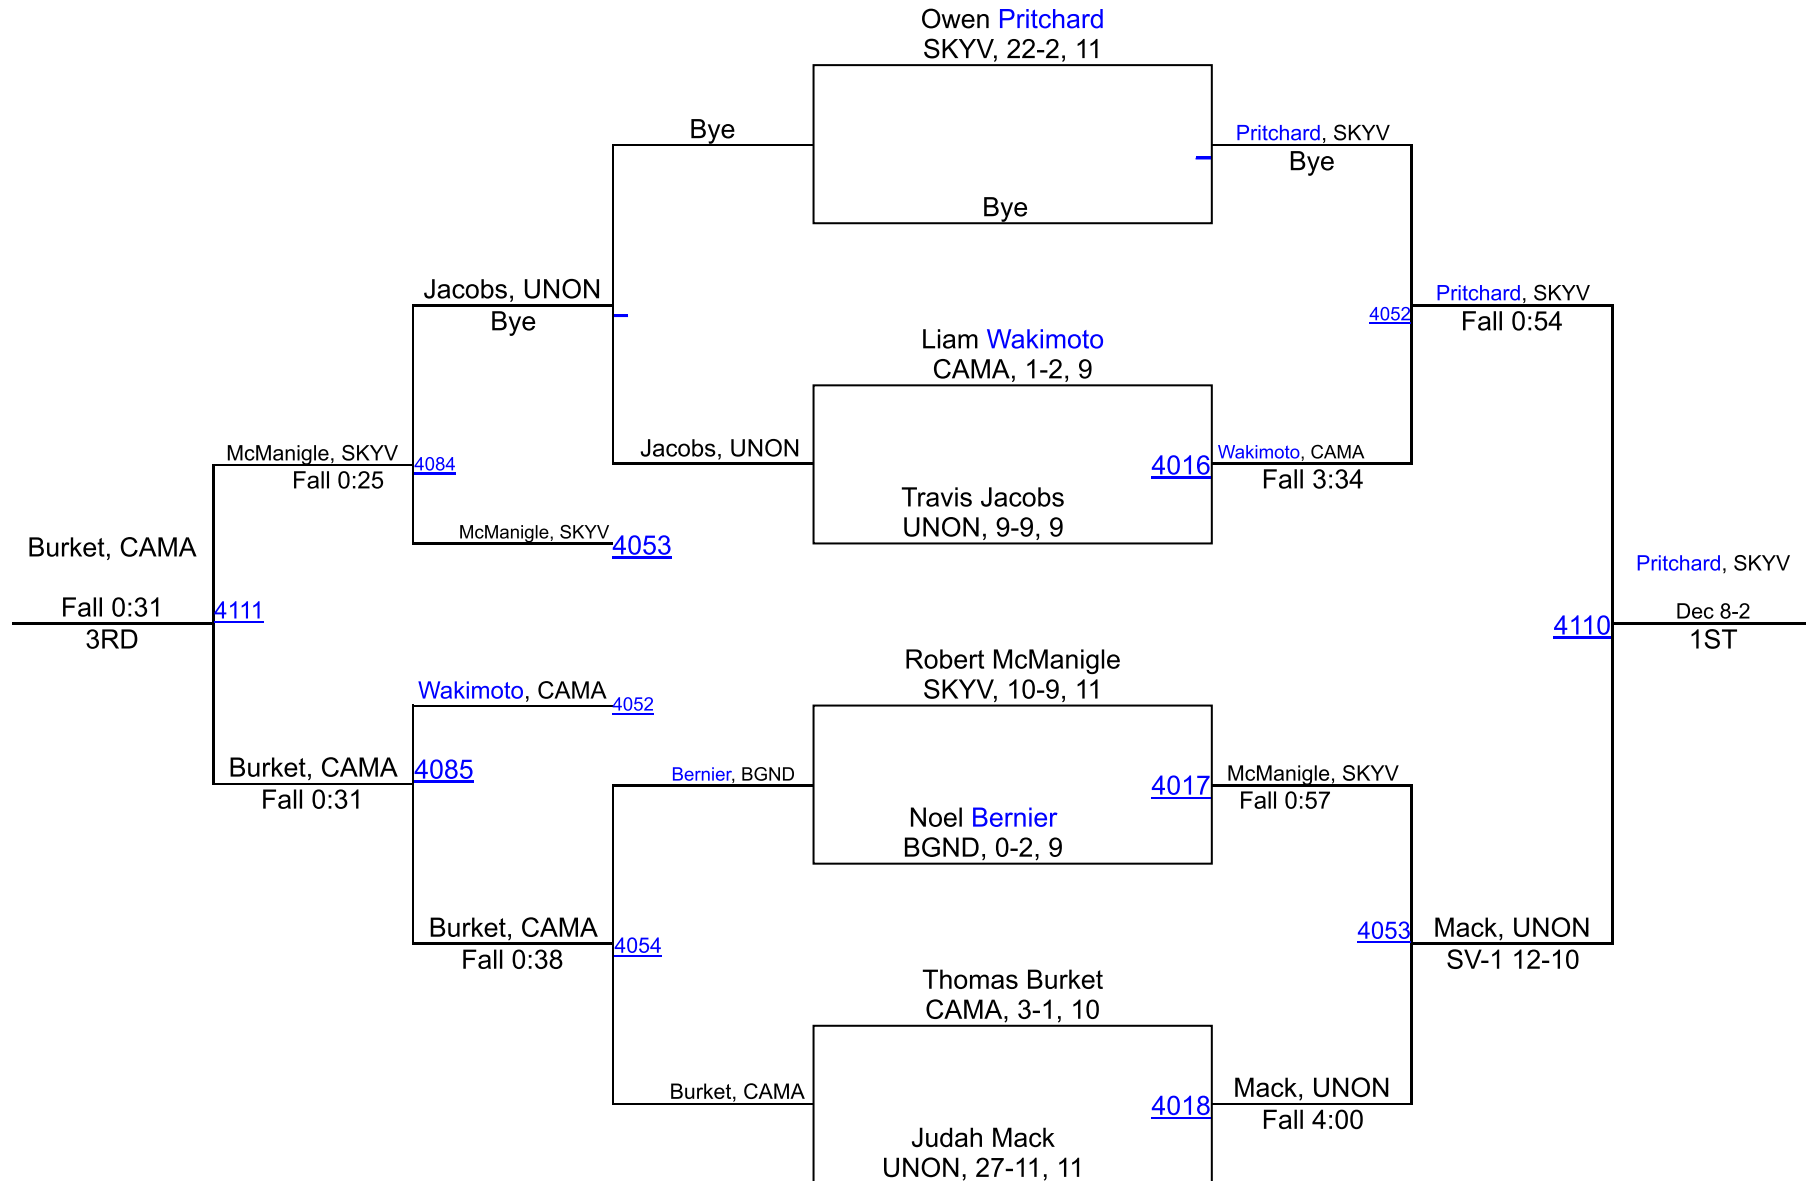 Owen Pritchard
SKYV, 22-2, 11
Bye
Pritchard, SKYV
Bye
Bye
Jacobs, UNON
Bye
Pritchard, SKYV
4052
Fall 0:54
Liam Wakimoto
CAMA, 1-2, 9
Jacobs, UNON
4016
Wakimoto, CAMA
Fall 3:34
McManigle, SKYV
4084
Fall 0:25
Travis Jacobs
UNON, 9-9, 9
McManigle, SKYV
4053
Burket, CAMA
Pritchard, SKYV
Fall 0:31
4111
3RD
4110
Dec 8-2
1ST
Robert McManigle
SKYV, 10-9, 11
Wakimoto, CAMA
4052
Burket, CAMA
4085
Fall 0:31
Bernier, BGND
4017
McManigle, SKYV
Fall 0:57
Noel Bernier
BGND, 0-2, 9
Burket, CAMA
4054
Fall 0:38
4053
Mack, UNON
SV-1 12-10
Thomas Burket
CAMA, 3-1, 10
Burket, CAMA
4018
Mack, UNON
Fall 4:00
Judah Mack
UNON, 27-11, 11